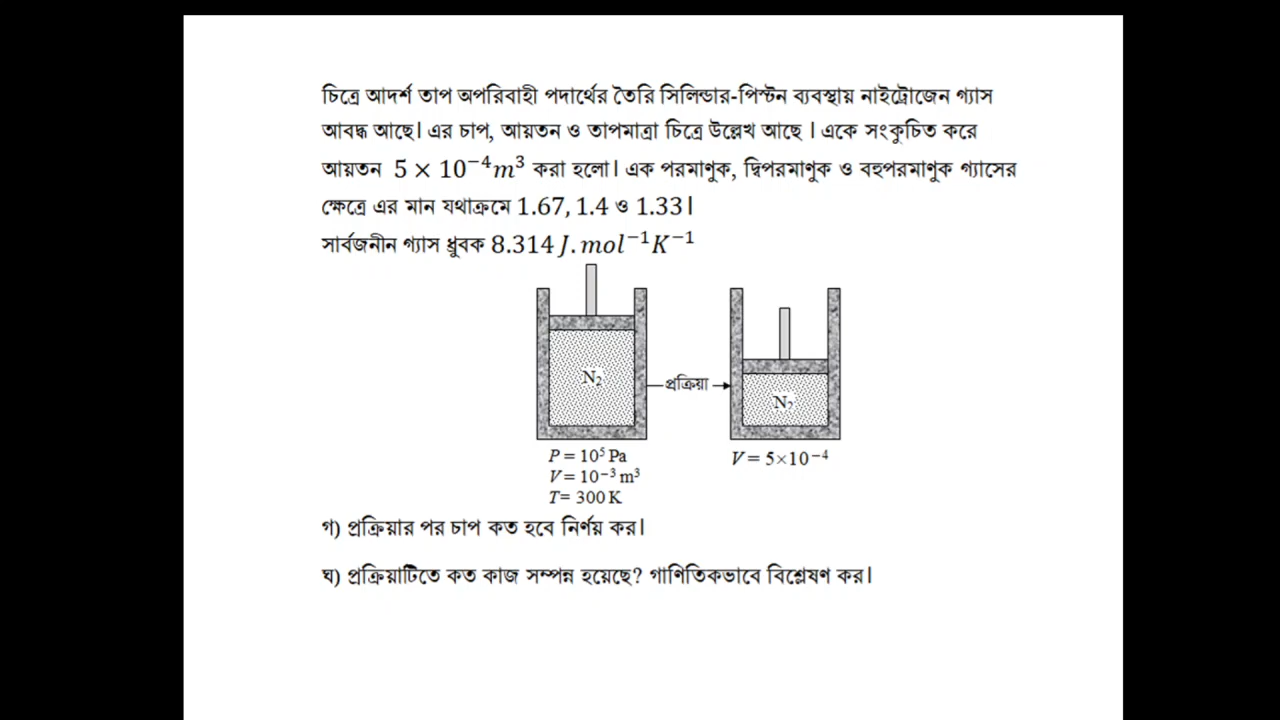 চিত্রে আদর্শ তাপ অপরিবাহী পদার্থের তৈরি সিলিন্ডার-পিস্টন ব্যবস্থায় নাইট্রোজেন গ্যাস
আবদ্ধ আছে। এর চাপ, আয়তন ও তাপমাত্রা চিত্রে উল্লেখ আছে । একে সংকুচিত করে
আয়তন 5 × 10⁻⁴m³ করা হলো। এক পরমাণুক, দ্বিপরমাণুক ও বহুপরমাণুক গ্যাসের
ক্ষেত্রে এর মান যথাক্রমে 1.67, 1.4 ও 1.33।
সার্বজনীন গ্যাস ধ্রুবক 8.314 J.mol⁻¹K⁻¹
N₂
প্রক্রিয়া
N₂
P = 10⁵ Pa
V = 10⁻³ m³
T = 300 K
V = 5×10⁻⁴
গ) প্রক্রিয়ার পর চাপ কত হবে নির্ণয় কর।
ঘ) প্রক্রিয়াটিতে কত কাজ সম্পন্ন হয়েছে? গাণিতিকভাবে বিশ্লেষণ কর।